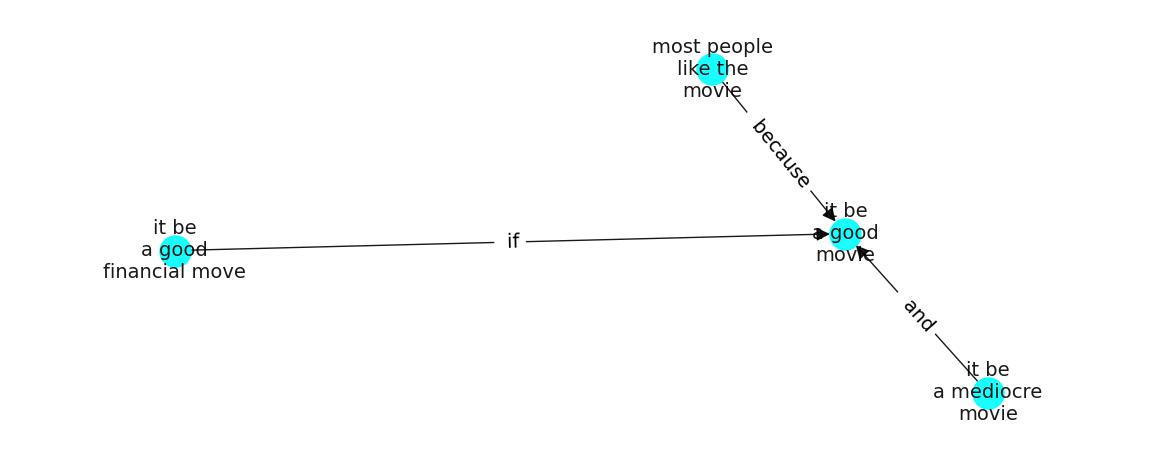 most people
like the
movie
because
it be
a good
movie
it be
a good
financial move
if
and
it be
a mediocre
movie